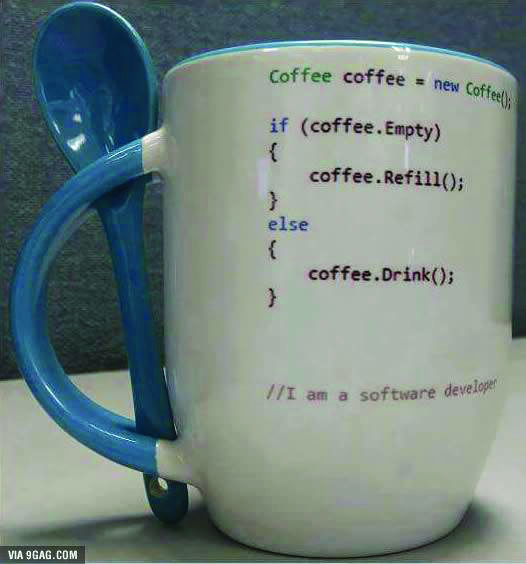 Coffee coffee = new Coffee();
if (coffee.Empty)
{
coffee.Refill();
}
else
{
coffee.Drink();
}
//I am a software developer
VIA 9GAG.COM